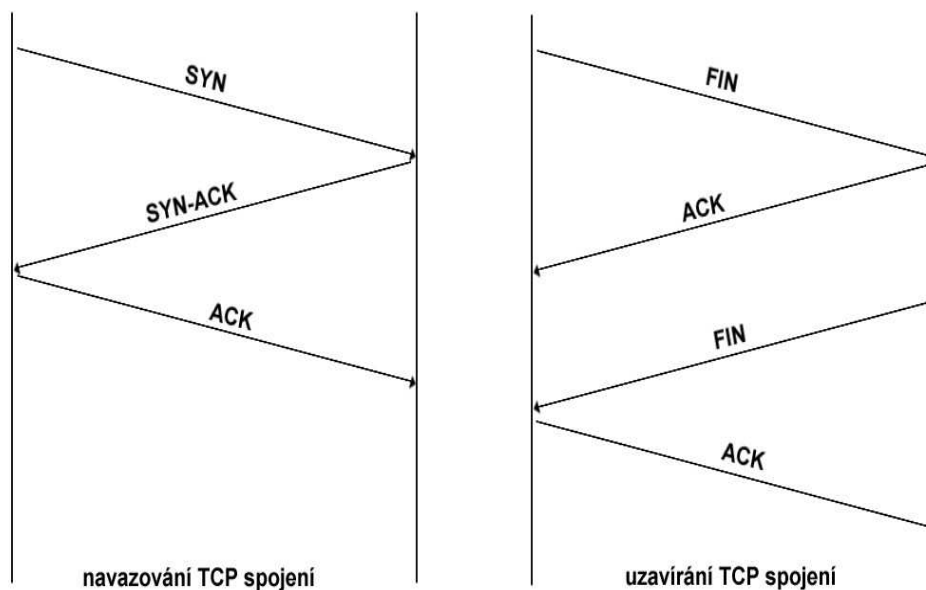 SYN
SYN-ACK
ACK
navazování TCP spojení
FIN
ACK
FIN
ACK
uzavírání TCP spojení